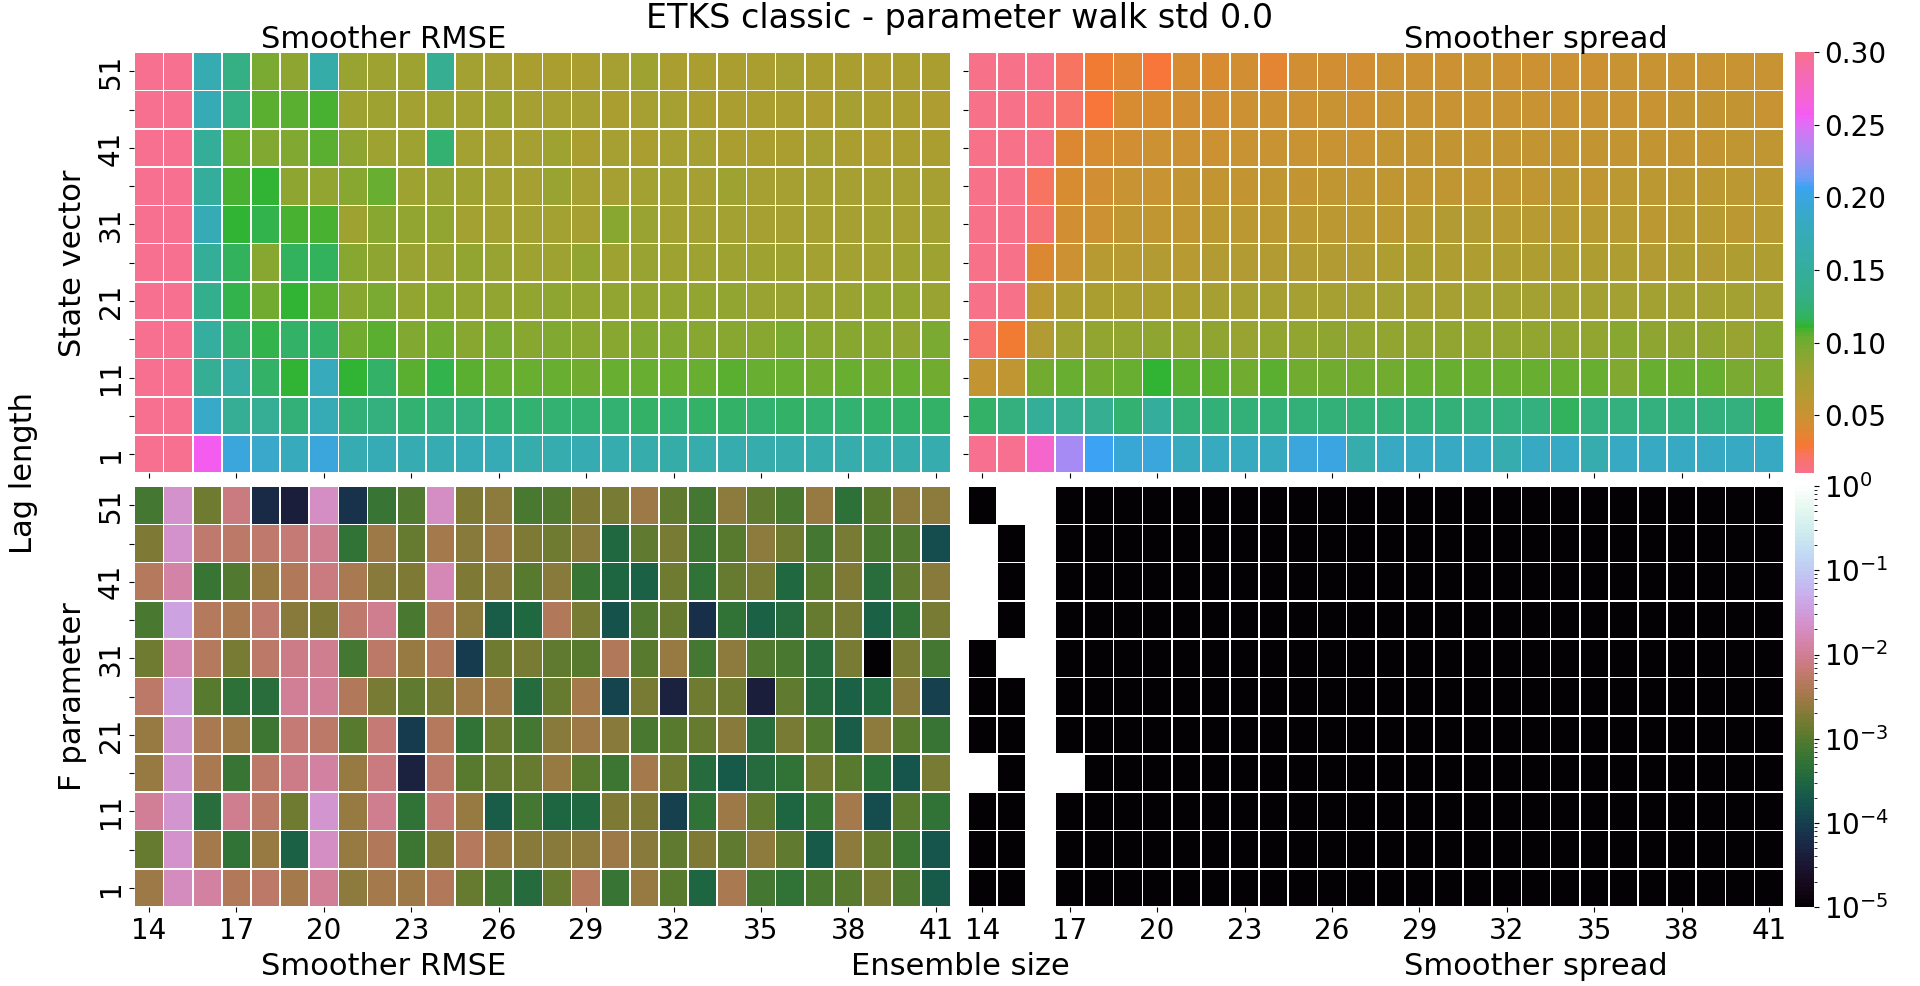 ETKS classic - parameter walk std 0.0
Smoother RMSE
Smoother spread
State vector
51
41
31
21
11
1
0.30
0.25
0.20
0.15
0.10
0.05
Lag length
F parameter
51
41
31
21
11
1
10⁰
10⁻¹
10⁻²
10⁻³
10⁻⁴
10⁻⁵
14 17 20 23 26 29 32 35 38 41
14 17 20 23 26 29 32 35 38 41
Smoother RMSE
Ensemble size
Smoother spread